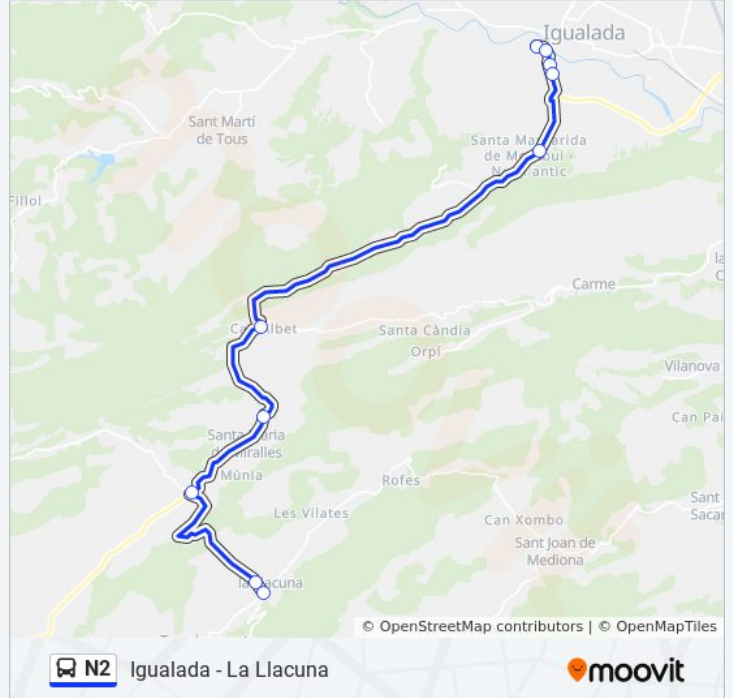 Igualada
Sant Martí
de Tous
Santa Margarida
de Montbui -
Fillol
Carme
Santa Càndia
Orpí
Vilanova
Can Pai
Santa Maria
de Miralles
Múnia
Rofes
Les Vilates
Can Xombo
Sant
Sant Joan de
Mediona
la Llacuna
© OpenStreetMap contributors | © OpenMapTiles
N2 Igualada - La Llacuna
moovit